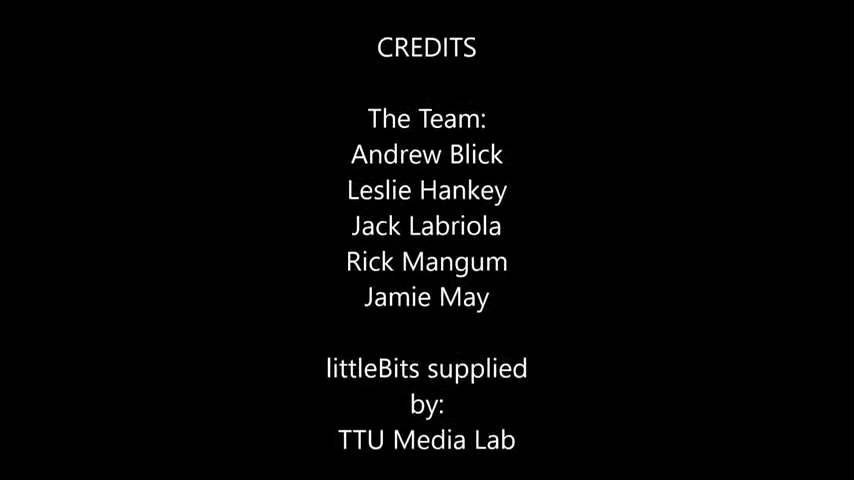 CREDITS
The Team:
Andrew Blick
Leslie Hankey
Jack Labriola
Rick Mangum
Jamie May
littleBits supplied
by:
TTU Media Lab